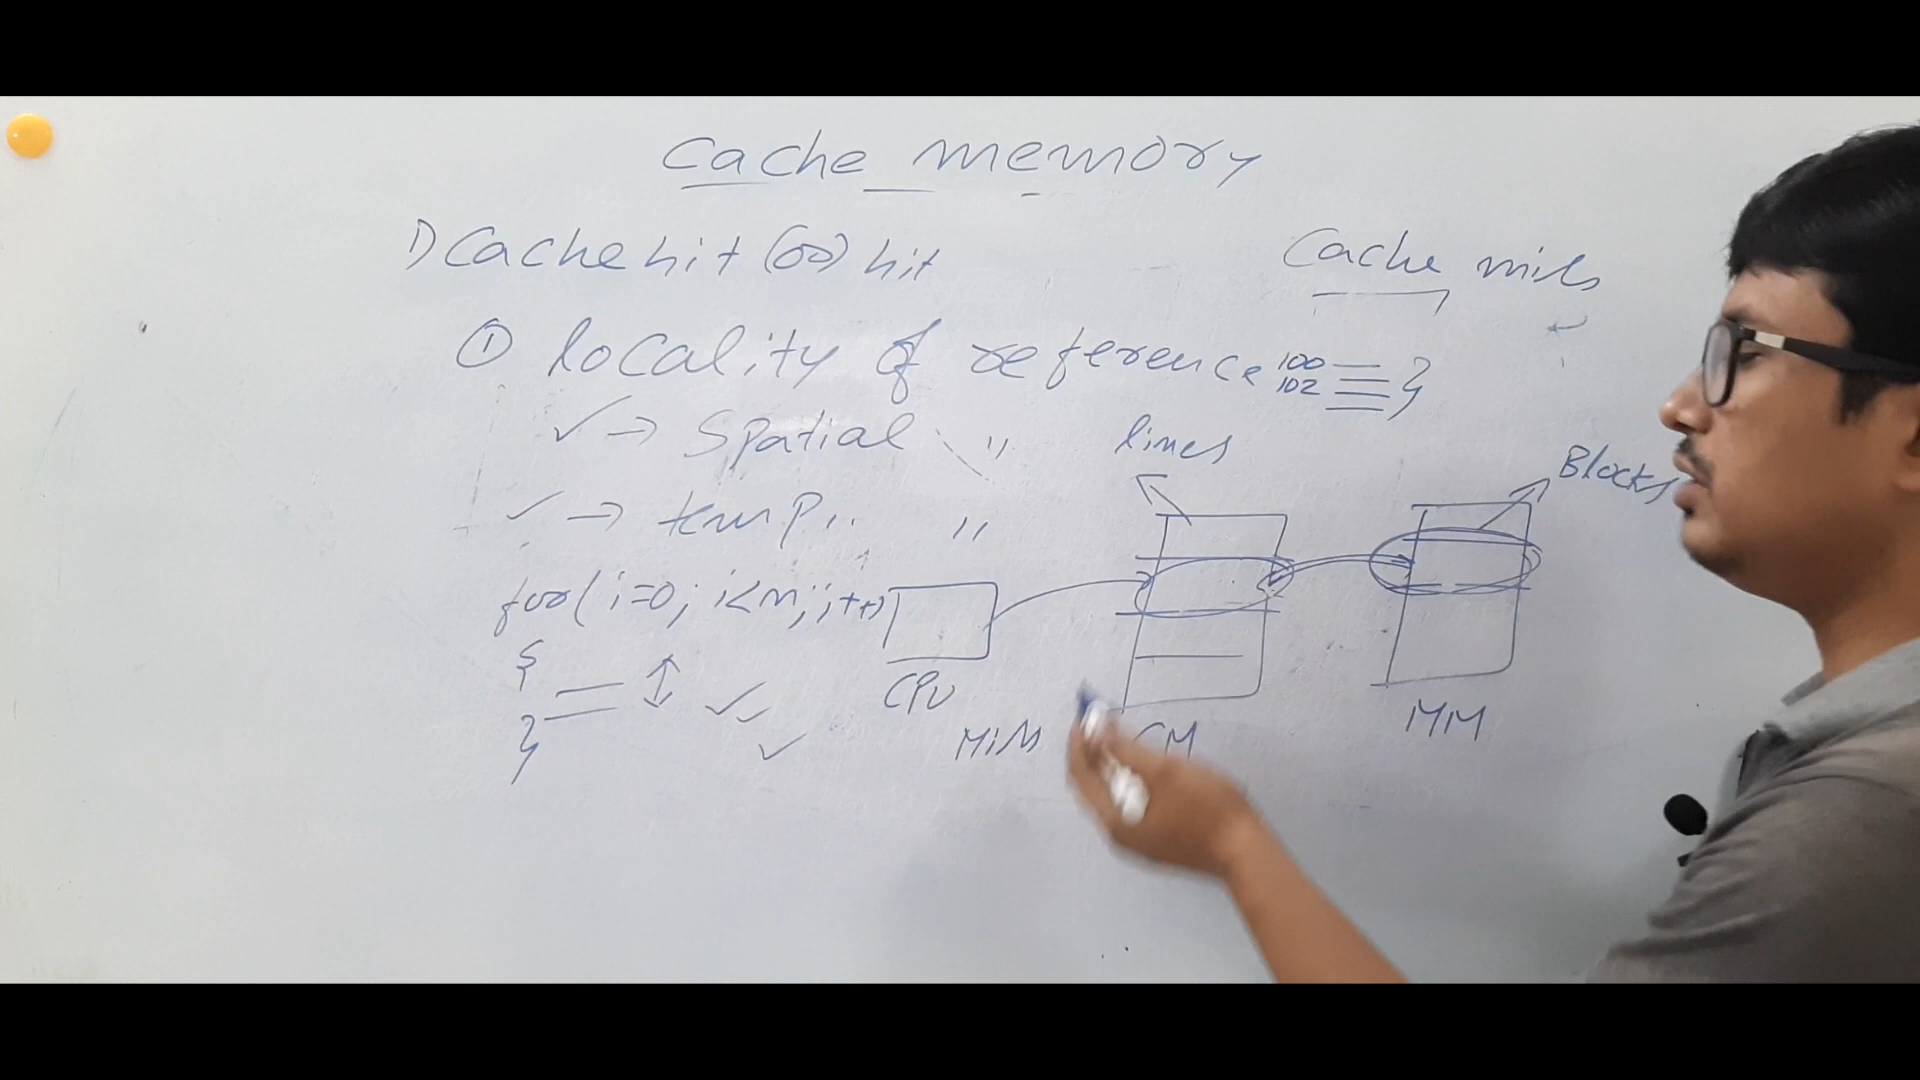 Cache memory
1) Cache hit (or) hit
Cache miss
① locality of reference
100
102
}
✓ → Spatial "
lines
Blocks
✓ → temp.. "
for( i=0; i<n; i++)
{
}
✓✓
✓
CPU
CM
MM